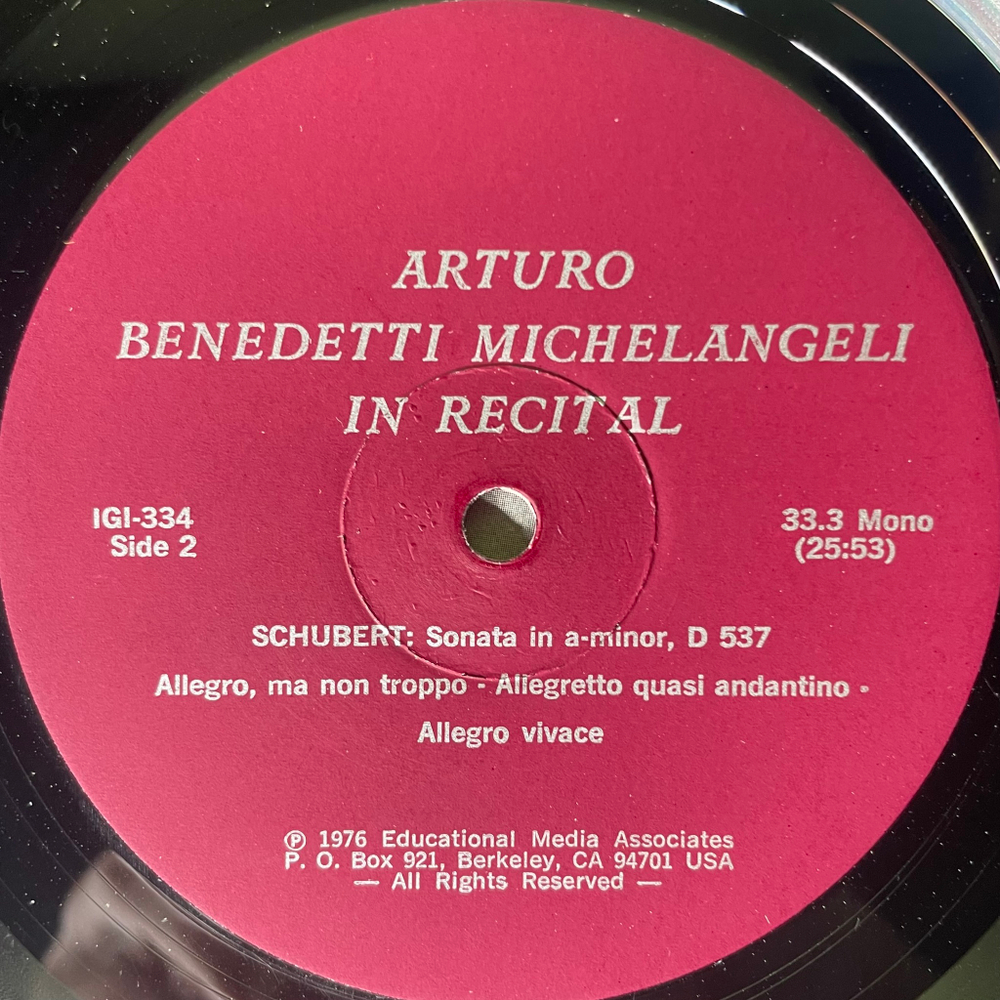 ARTURO
BENEDETTI MICHELANGELI
IN RECITAL
IGI-334
Side 2
33.3 Mono
(25:53)
SCHUBERT: Sonata in a-minor, D 537
Allegro, ma non troppo - Allegretto quasi andantino -
Allegro vivace
℗ 1976 Educational Media Associates
P. O. Box 921, Berkeley, CA 94701 USA
— All Rights Reserved —